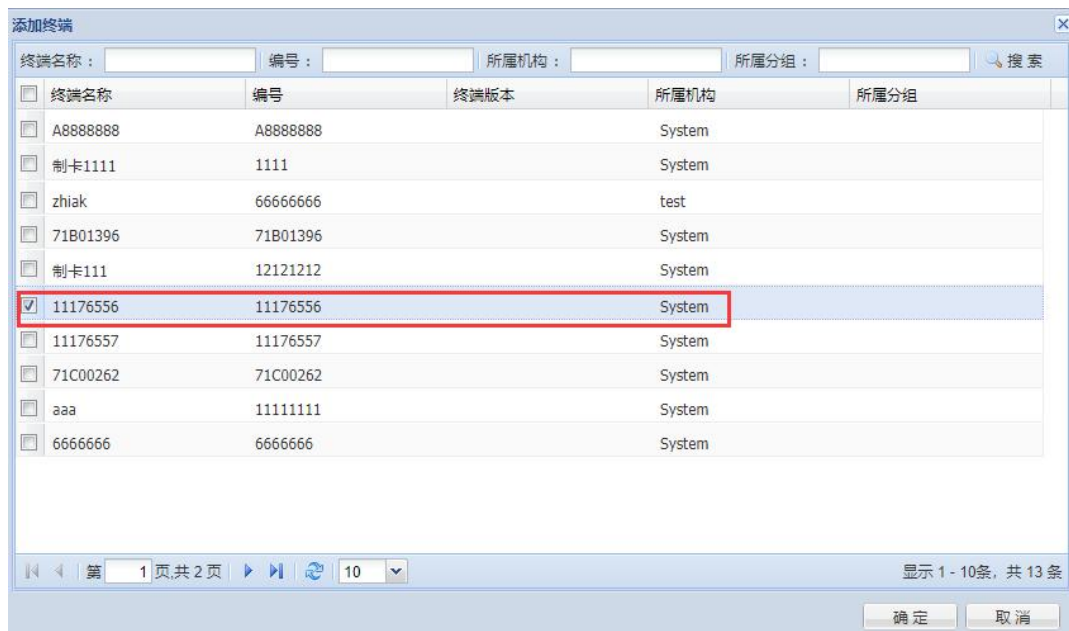 添加终端
终端名称： 编号： 所属机构： 所属分组： 搜索
终端名称 编号 终端版本 所属机构 所属分组
A8888888 A8888888 System
制卡1111 1111 System
zhiak 66666666 test
71B01396 71B01396 System
制卡111 12121212 System
11176556 11176556 System
11176557 11176557 System
71C00262 71C00262 System
aaa 11111111 System
6666666 6666666 System
第 1 页,共 2 页 10 显示 1 - 10条，共 13 条
确定 取消